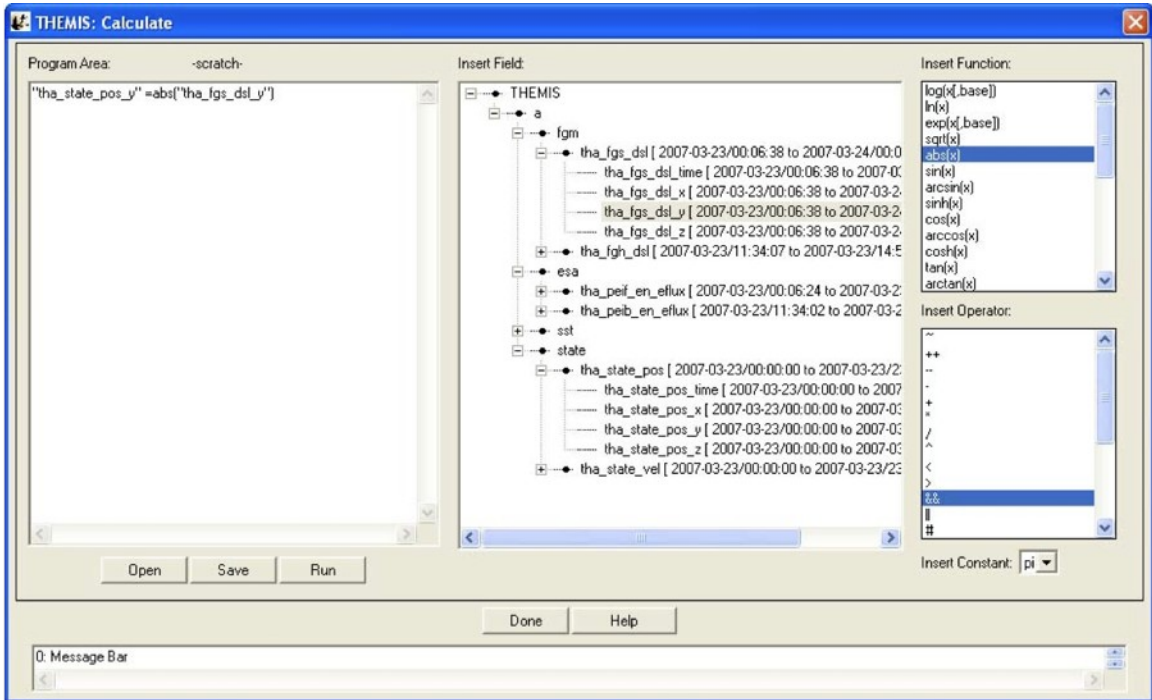 THEMIS: Calculate
Program Area: -scratch-
"tha_state_pos_y" =abs("tha_fgs_dsl_y")
Open Save Run
Insert Field:
THEMIS
a
fgm
tha_fgs_dsl [ 2007-03-23/00:06:38 to 2007-03-24/00:0
tha_fgs_dsl_time [ 2007-03-23/00:06:38 to 2007-0
tha_fgs_dsl_x [ 2007-03-23/00:06:38 to 2007-03-2
tha_fgs_dsl_y [ 2007-03-23/00:06:38 to 2007-03-2
tha_fgs_dsl_z [ 2007-03-23/00:06:38 to 2007-03-2
tha_fgh_dsl [ 2007-03-23/11:34:07 to 2007-03-23/14:5
esa
tha_peif_en_eflux [ 2007-03-23/00:06:24 to 2007-03-2
tha_peib_en_eflux [ 2007-03-23/11:34:02 to 2007-03-2
sst
state
tha_state_pos [ 2007-03-23/00:00:00 to 2007-03-23/2
tha_state_pos_time [ 2007-03-23/00:00:00 to 2007
tha_state_pos_x [ 2007-03-23/00:00:00 to 2007-03
tha_state_pos_y [ 2007-03-23/00:00:00 to 2007-03
tha_state_pos_z [ 2007-03-23/00:00:00 to 2007-03
tha_state_vel [ 2007-03-23/00:00:00 to 2007-03-23/23
Insert Function:
log(x[,base])
ln(x)
exp(x[,base])
sqrt(x)
abs(x)
sin(x)
arcsin(x)
sinh(x)
cos(x)
arccos(x)
cosh(x)
tan(x)
arctan(x)
Insert Operator:
~
++
--
-
+
*
/
^
<
>
&&
||
#
Insert Constant: pi
Done Help
0: Message Bar